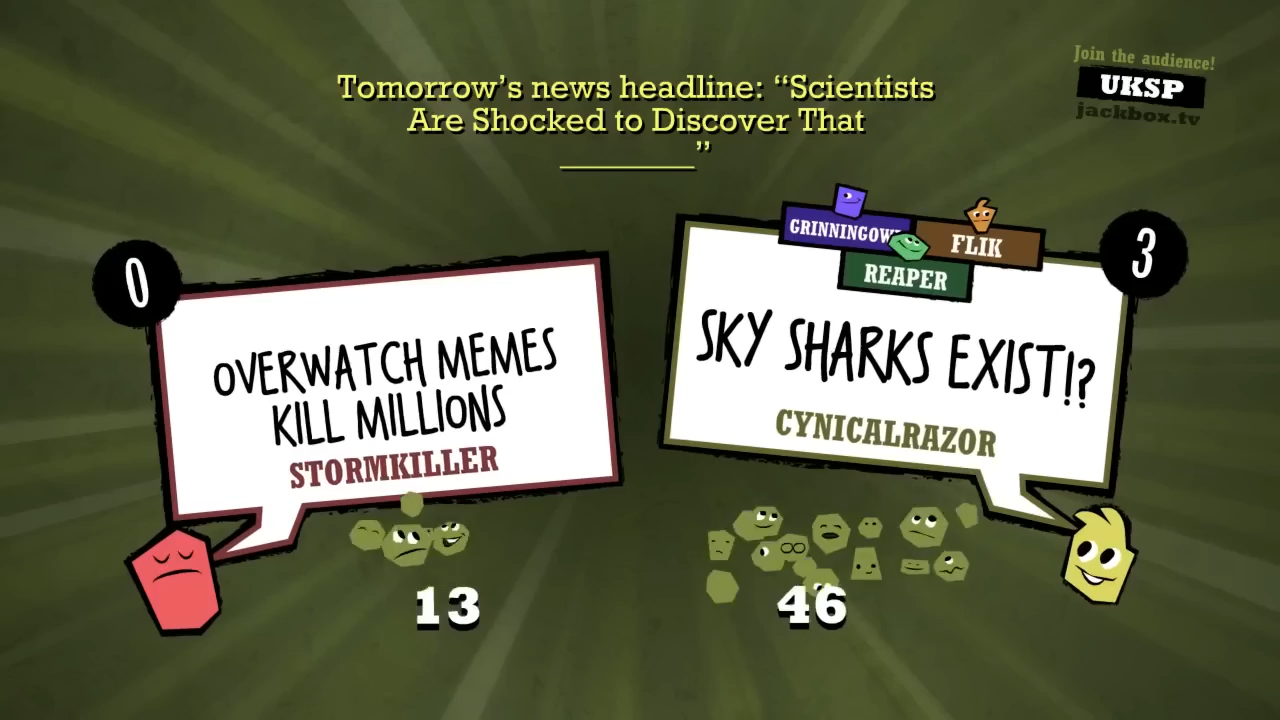 Join the audience!
UKSP
jackbox.tv
Tomorrow's news headline: “Scientists
Are Shocked to Discover That
________”
0
OVERWATCH MEMES
KILL MILLIONS
STORMKILLER
13
GRINNINGOW
FLIK
REAPER
3
SKY SHARKS EXIST!?
CYNICALRAZOR
46